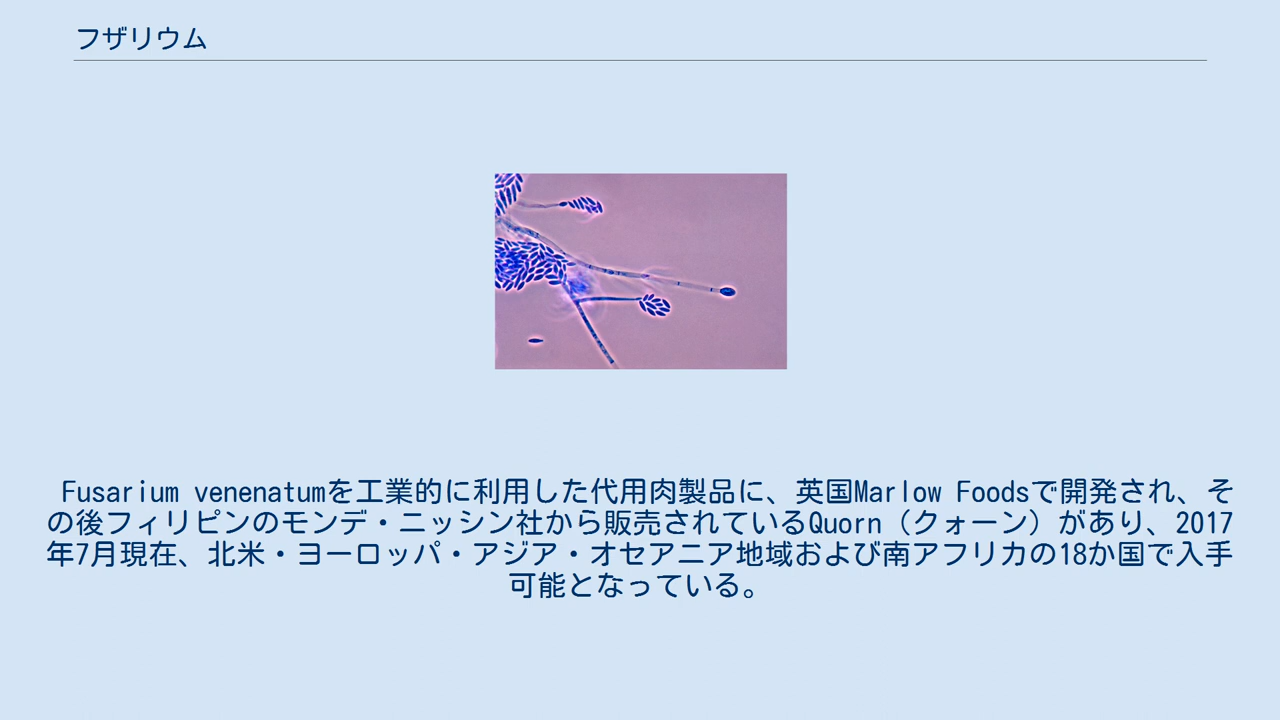 フザリウム
Fusarium venenatumを工業的に利用した代用肉製品に、英国Marlow Foodsで開発され、そ
の後フィリピンのモンデ・ニッシン社から販売されているQuorn（クォーン）があり、2017
年7月現在、北米・ヨーロッパ・アジア・オセアニア地域および南アフリカの18か国で入手
可能となっている。